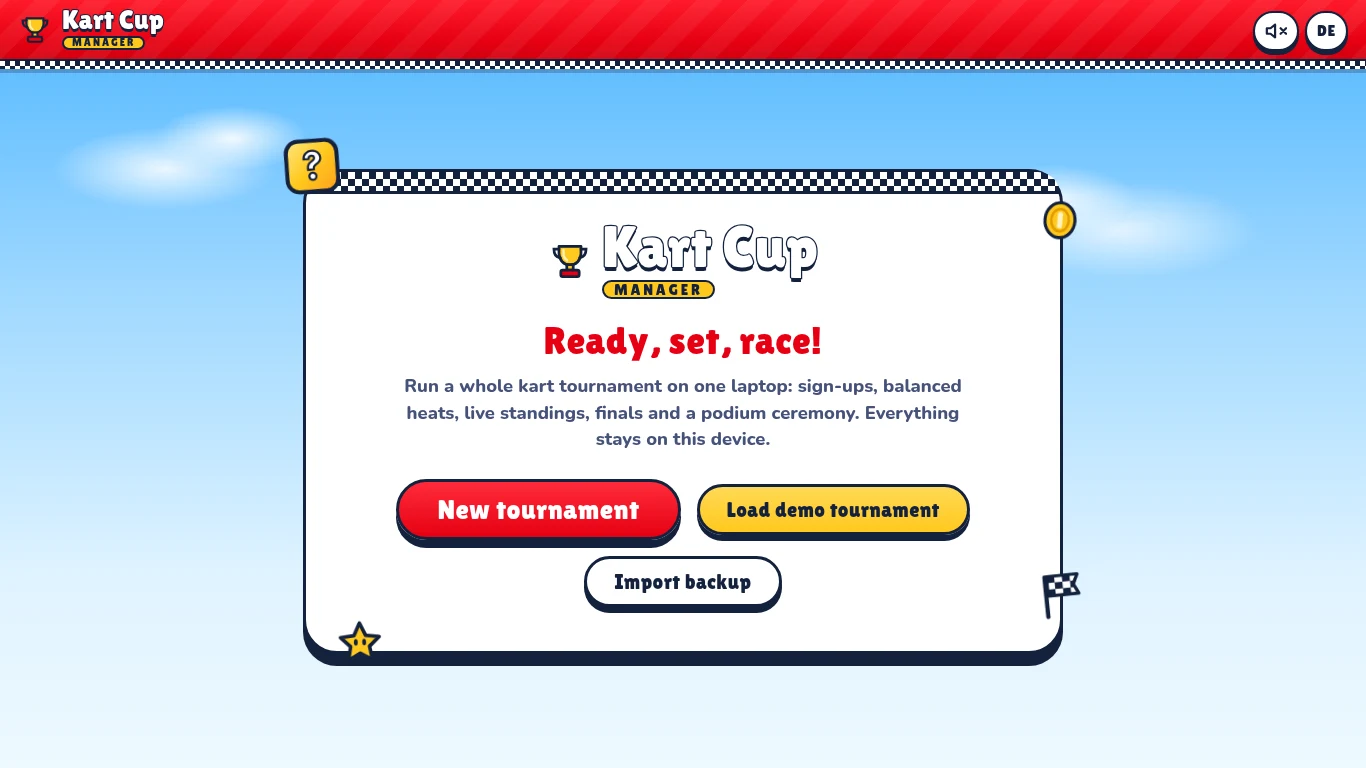 Kart Cup
MANAGER
DE
?
Kart Cup
MANAGER
Ready, set, race!
Run a whole kart tournament on one laptop: sign-ups, balanced
heats, live standings, finals and a podium ceremony. Everything
stays on this device.
New tournament
Load demo tournament
Import backup